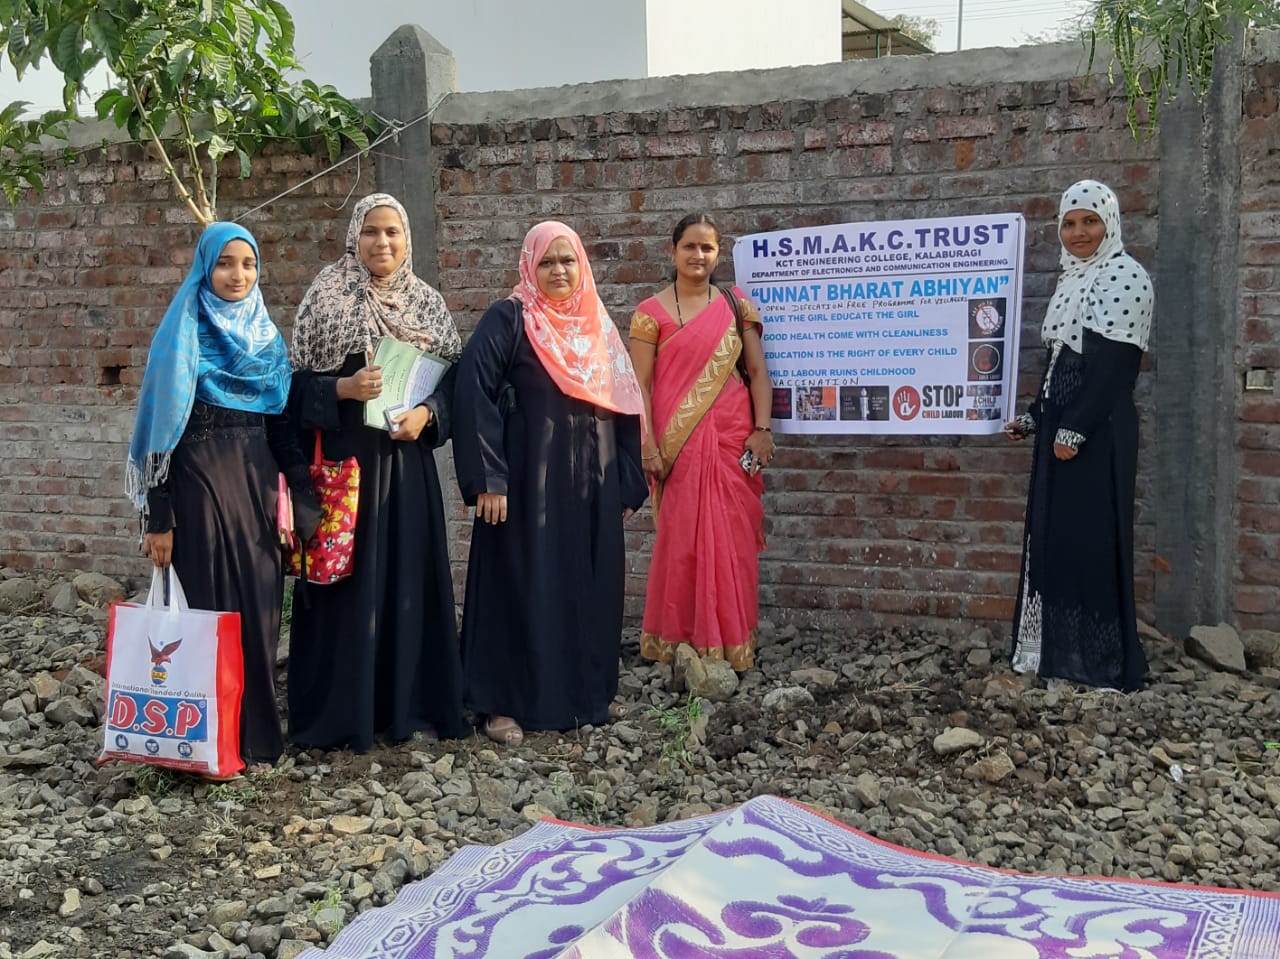 H.S.M.A.K.C.TRUST
KCT ENGINEERING COLLEGE, KALABURAGI
DEPARTMENT OF ELECTRONICS AND COMMUNICATION ENGINEERING
"UNNAT BHARAT ABHIYAN"
OPEN DEFECATION FREE PROGRAMME FOR VILLAGERS
SAVE THE GIRL EDUCATE THE GIRL
GOOD HEALTH COME WITH CLEANLINESS
EDUCATION IS THE RIGHT OF EVERY CHILD
CHILD LABOUR RUINS CHILDHOOD
VACCINATION
STOP
CHILD LABOUR
International Standard Quality
D.S.P